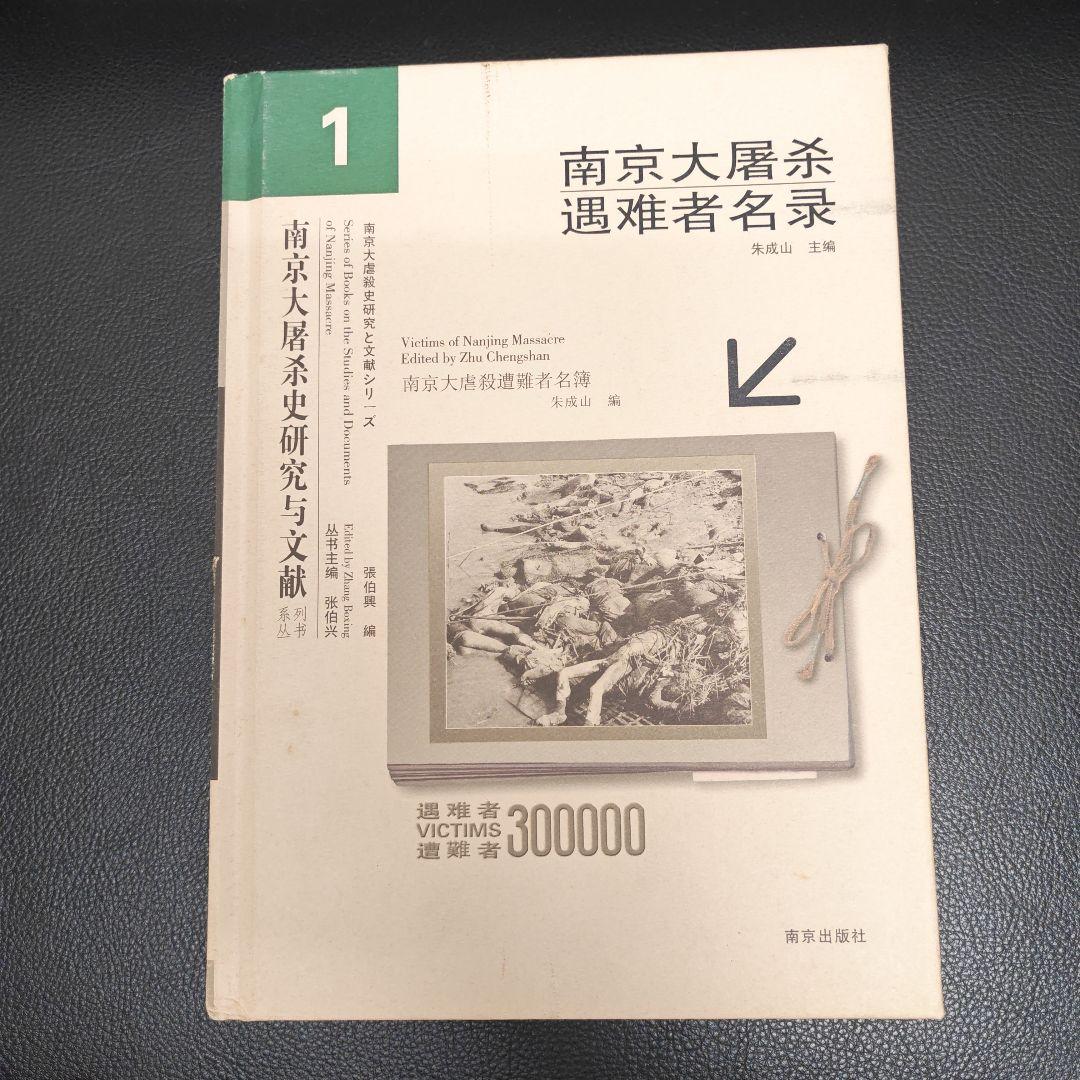 1
南京大屠杀
遇难者名录
朱成山 主编
南京大屠杀史研究与文献
系列
丛书
Series of Books on the Studies and Documents
of Nanjing Massacre
Edited by Zhang Boxing
丛书主编 张伯兴
南京大虐殺史研究と文献シリーズ
張伯興 編
Victims of Nanjing Massacre
Edited by Zhu Chengshan
南京大虐殺遭難者名簿
朱成山 編
遇难者
VICTIMS 300000
遭難者
南京出版社